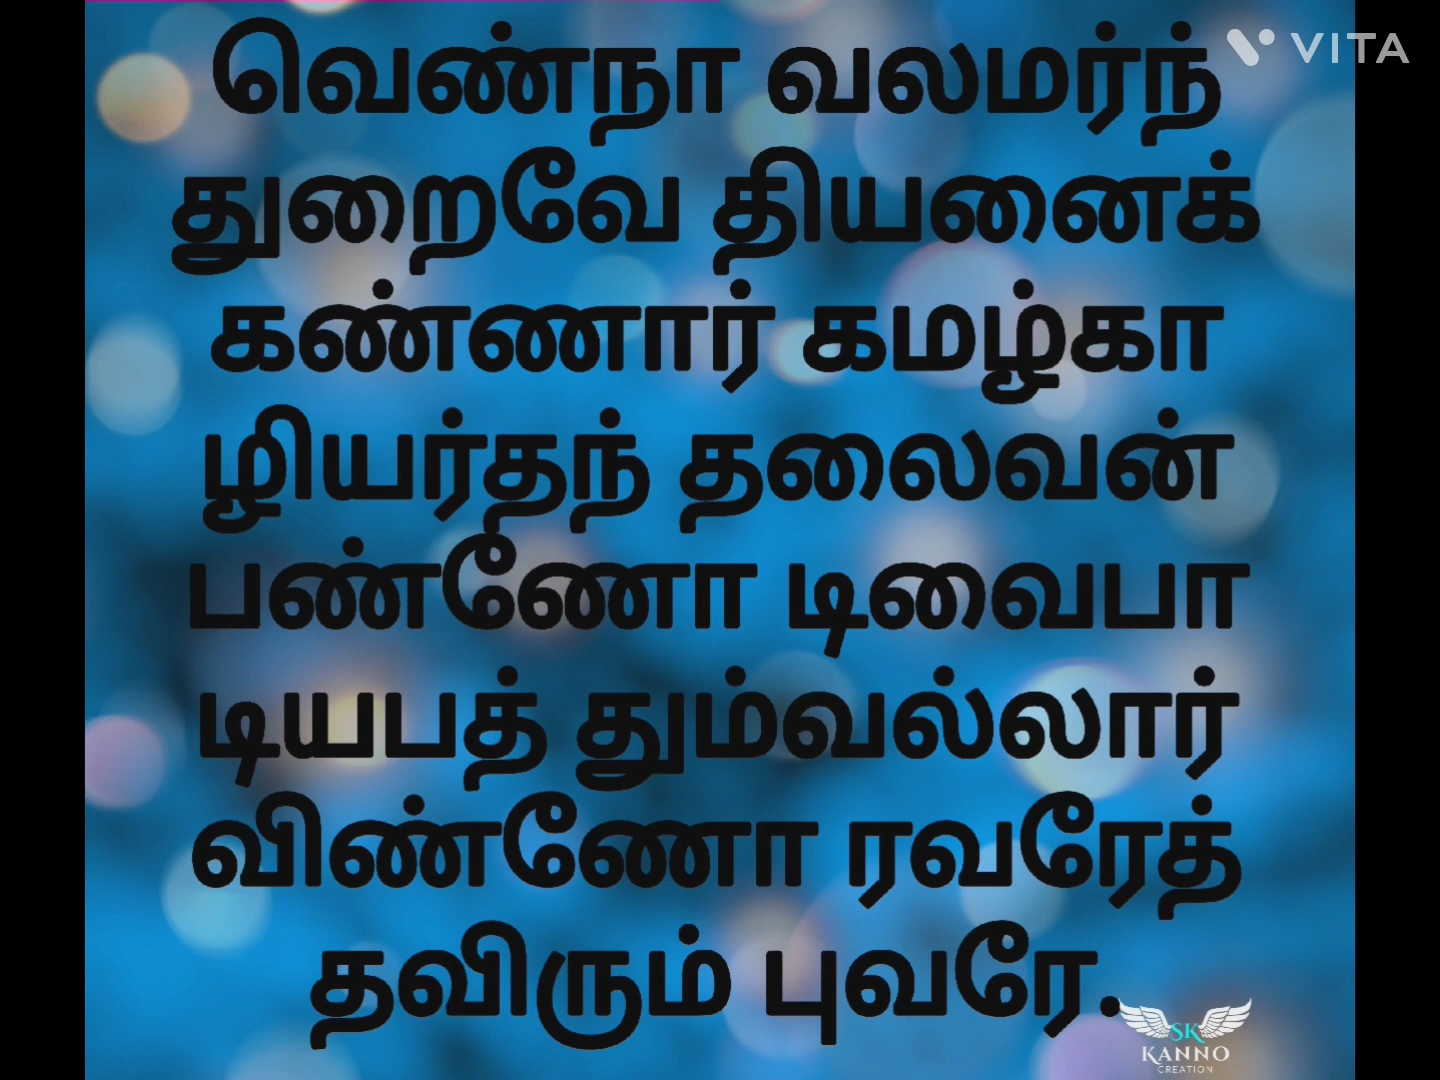 VITA
வெண்நா வலமர்ந்
துறைவே தியனைக்
கண்ணார் கமழ்கா
ழியர்தந் தலைவன்
பண்ணோ டிவைபா
டியபத் தும்வல்லார்
விண்ணோ ரவரேத்
தவிரும் புவரே.
SK
KANNO
CREATION